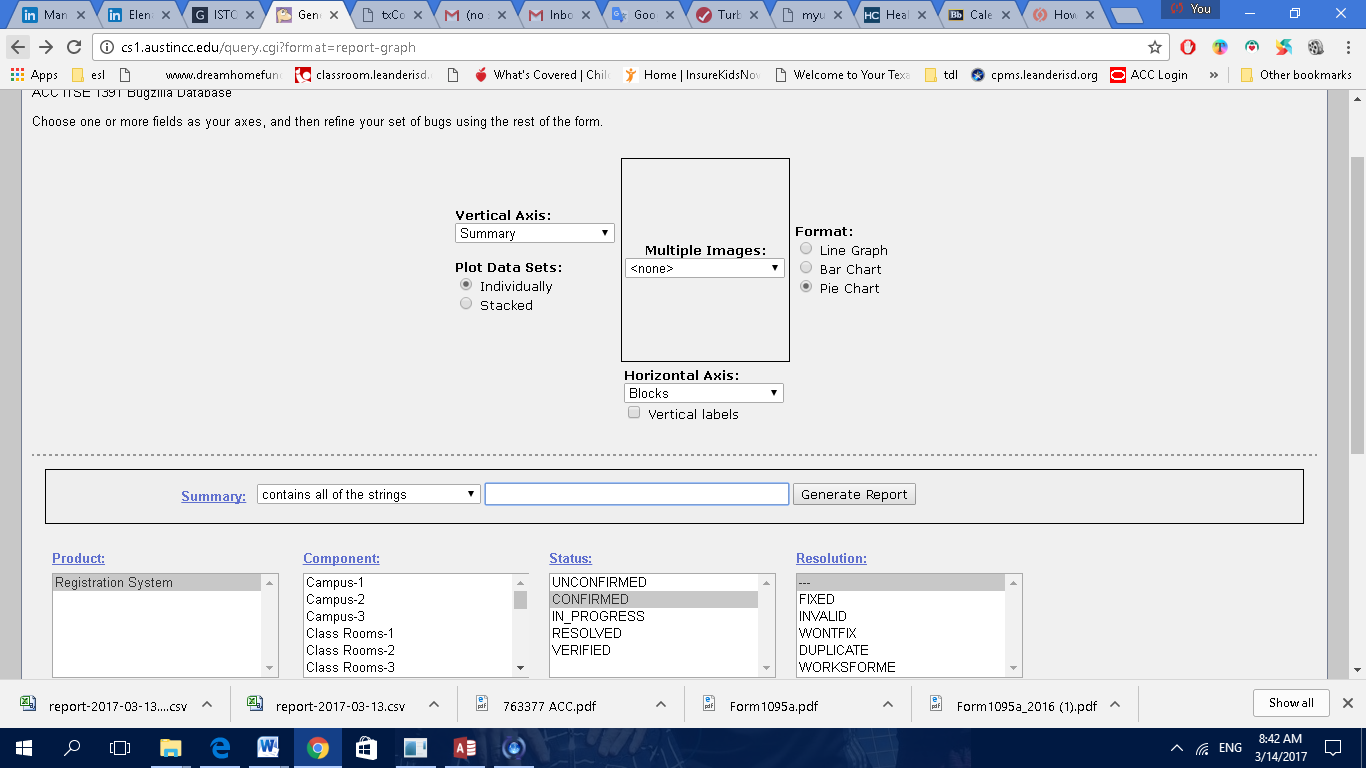 Man
Elen
ISTC
Gen
txCo
(no
Inbo
Goo
Turb
myu
Heal
Cale
Hove
You
cs1.austincc.edu/query.cgi?format=report-graph
Apps
esl
www.dreamhomefun
classroom.leanderisd.
What's Covered | Chil
Home | InsureKidsNo
Welcome to Your Texa
tdl
cpms.leanderisd.org
ACC Login
»
Other bookmarks
ACC ITSE 1391 Bugzilla Database
Choose one or more fields as your axes, and then refine your set of bugs using the rest of the form.
Vertical Axis:
Summary
Plot Data Sets:
Individually
Stacked
Multiple Images:
<none>
Format:
Line Graph
Bar Chart
Pie Chart
Horizontal Axis:
Blocks
Vertical labels
Summary: contains all of the strings Generate Report
Product:
Registration System
Component:
Campus-1
Campus-2
Campus-3
Class Rooms-1
Class Rooms-2
Class Rooms-3
Status:
UNCONFIRMED
CONFIRMED
IN_PROGRESS
RESOLVED
VERIFIED
Resolution:
---
FIXED
INVALID
WONTFIX
DUPLICATE
WORKSFORME
report-2017-03-13....csv
report-2017-03-13.csv
763377 ACC.pdf
Form1095a.pdf
Form1095a_2016 (1).pdf
Show all
ENG
8:42 AM
3/14/2017